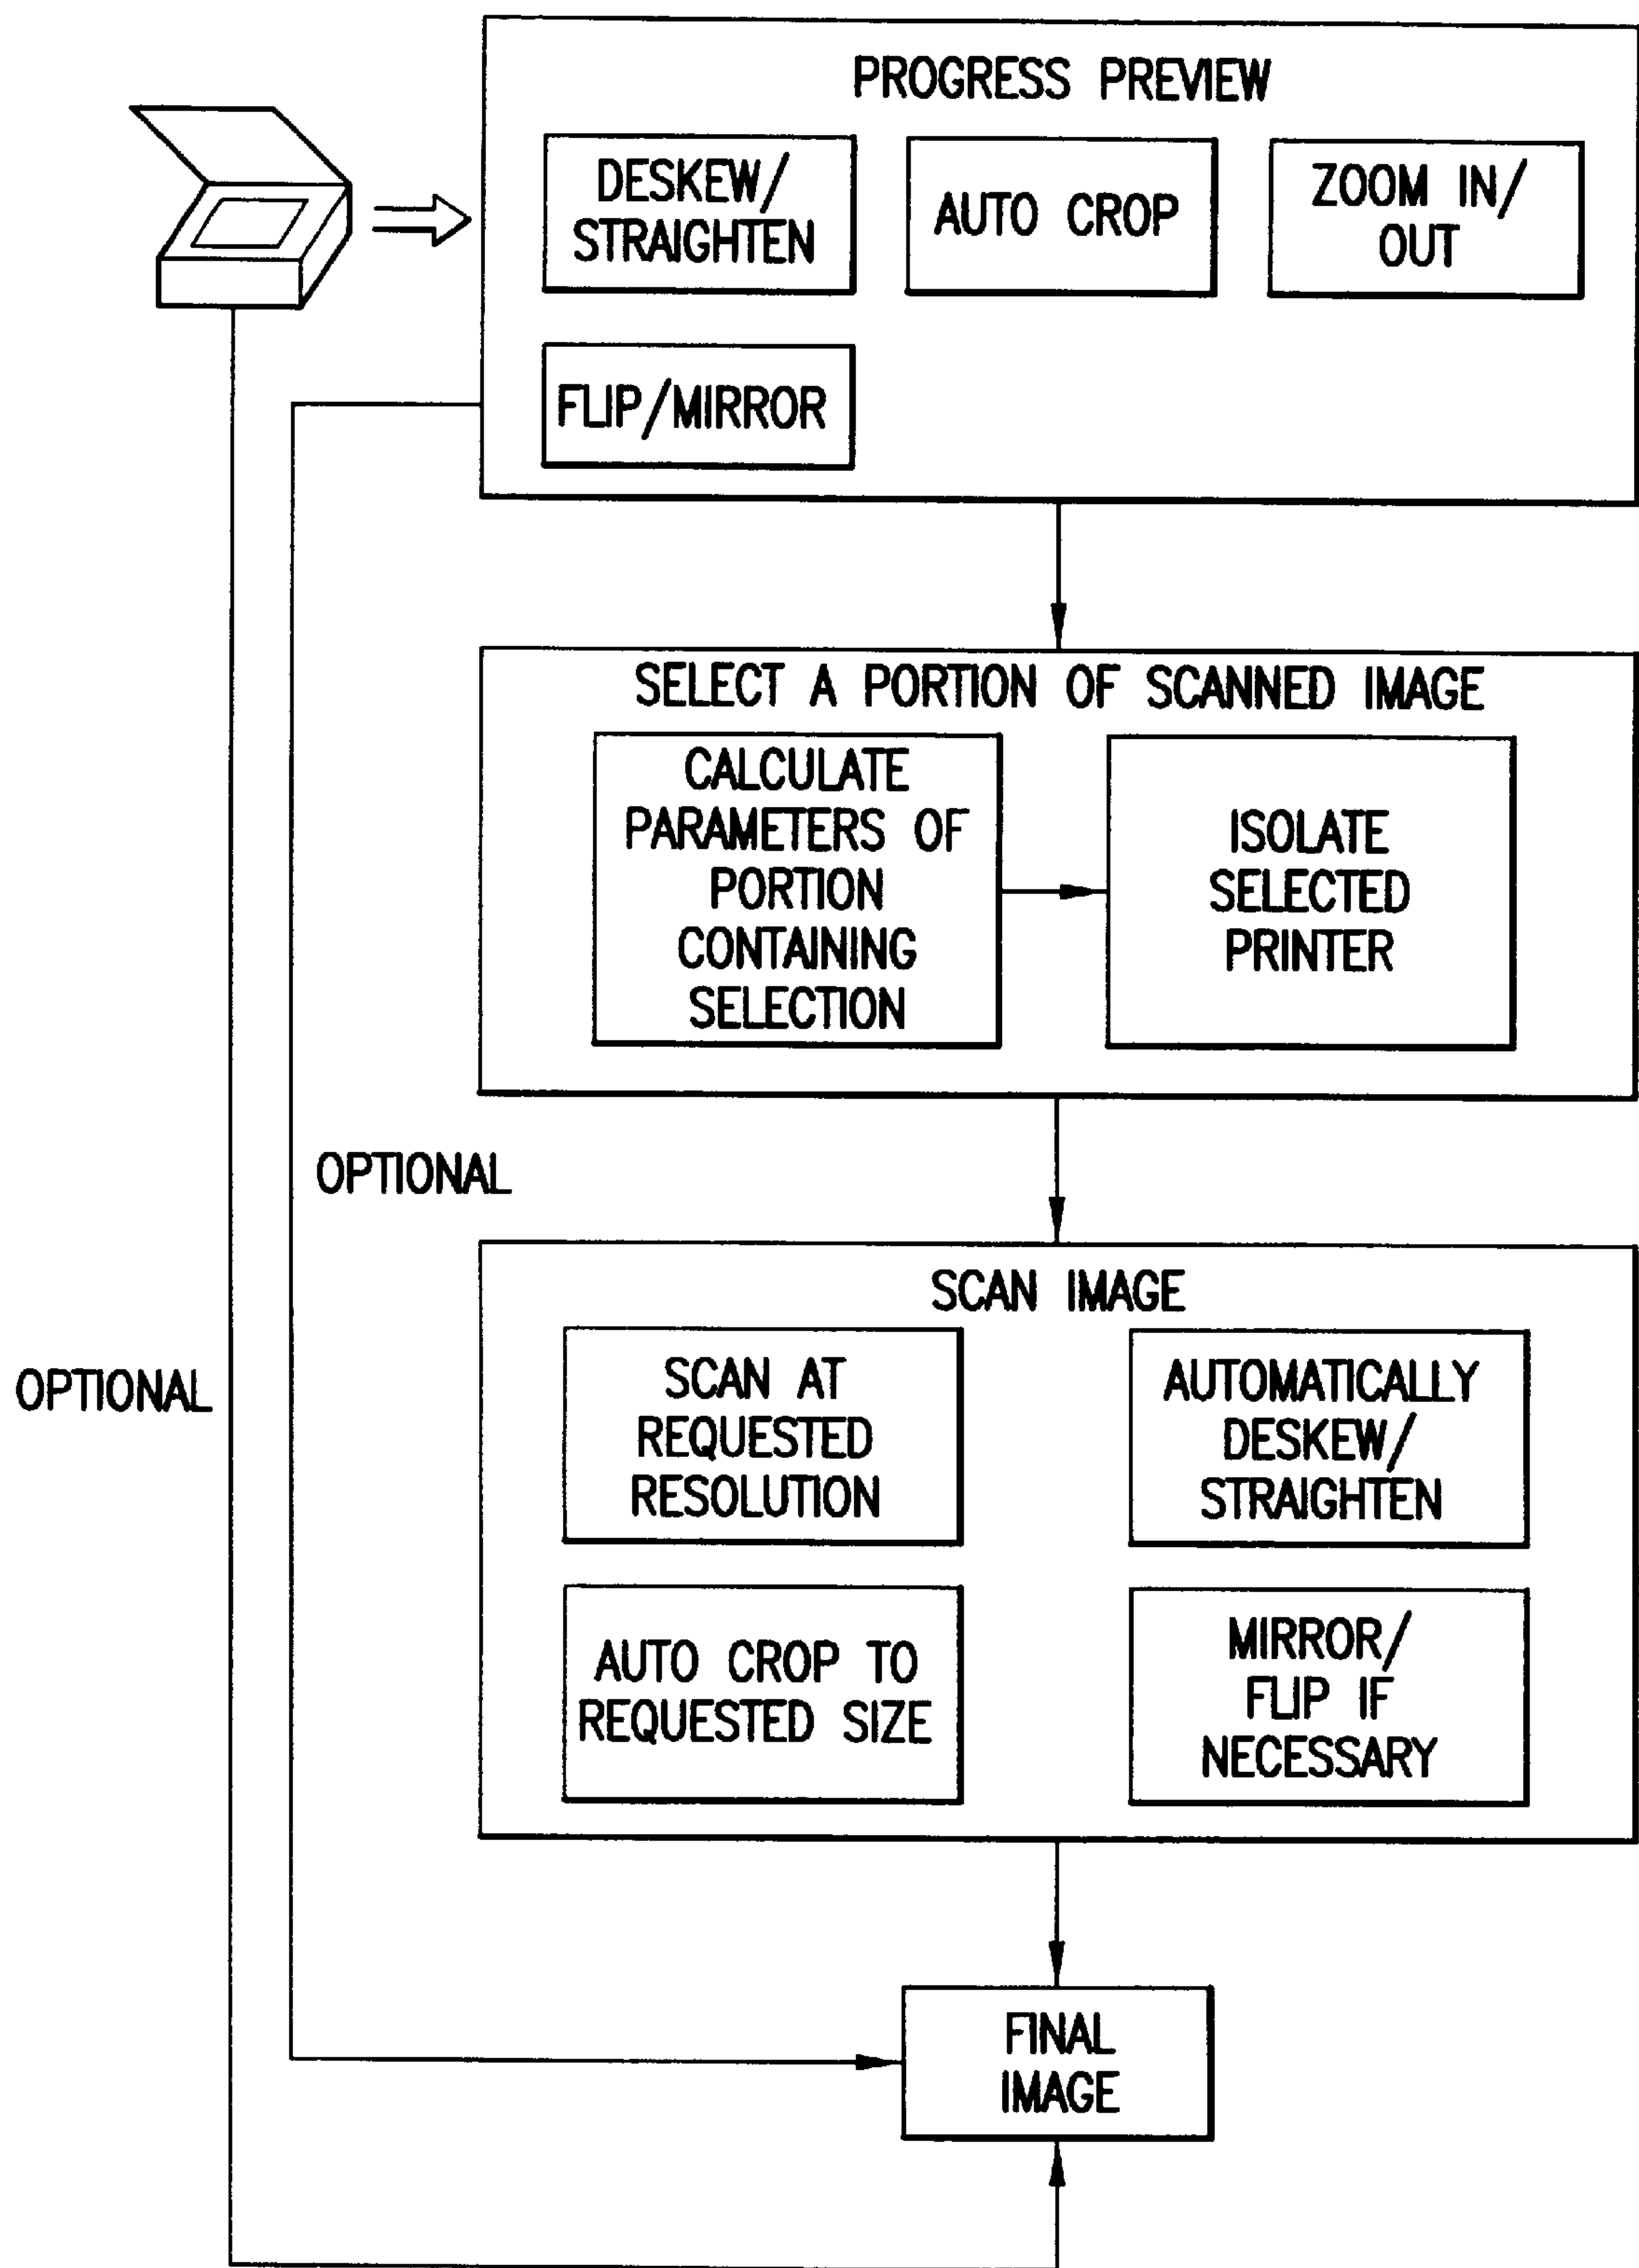 PROGRESS PREVIEW
DESKEW/
STRAIGHTEN
AUTO CROP
ZOOM IN/
OUT
FLIP/MIRROR
SELECT A PORTION OF SCANNED IMAGE
CALCULATE
PARAMETERS OF
PORTION
CONTAINING
SELECTION
ISOLATE
SELECTED
PRINTER
OPTIONAL
SCAN IMAGE
SCAN AT
REQUESTED
RESOLUTION
AUTOMATICALLY
DESKEW/
STRAIGHTEN
OPTIONAL
AUTO CROP TO
REQUESTED SIZE
MIRROR/
FLIP IF
NECESSARY
FINAL
IMAGE